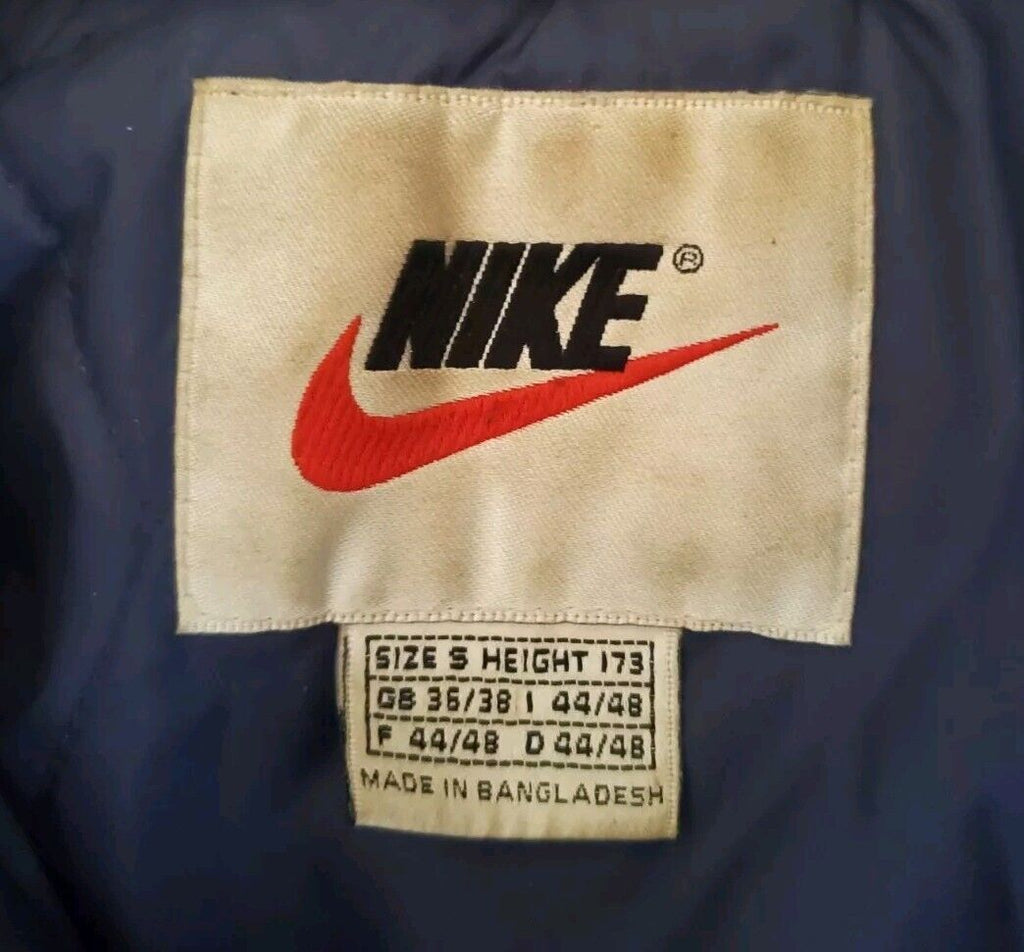 NIKE ®
SIZE S HEIGHT 173
GB 36/38 I 44/48
F 44/48 D 44/48
MADE IN BANGLADESH